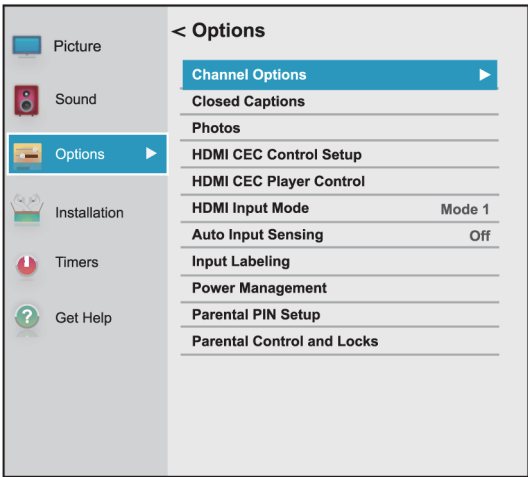 Picture
Sound
Options
Installation
Timers
Get Help
< Options
Channel Options
Closed Captions
Photos
HDMI CEC Control Setup
HDMI CEC Player Control
HDMI Input Mode Mode 1
Auto Input Sensing Off
Input Labeling
Power Management
Parental PIN Setup
Parental Control and Locks